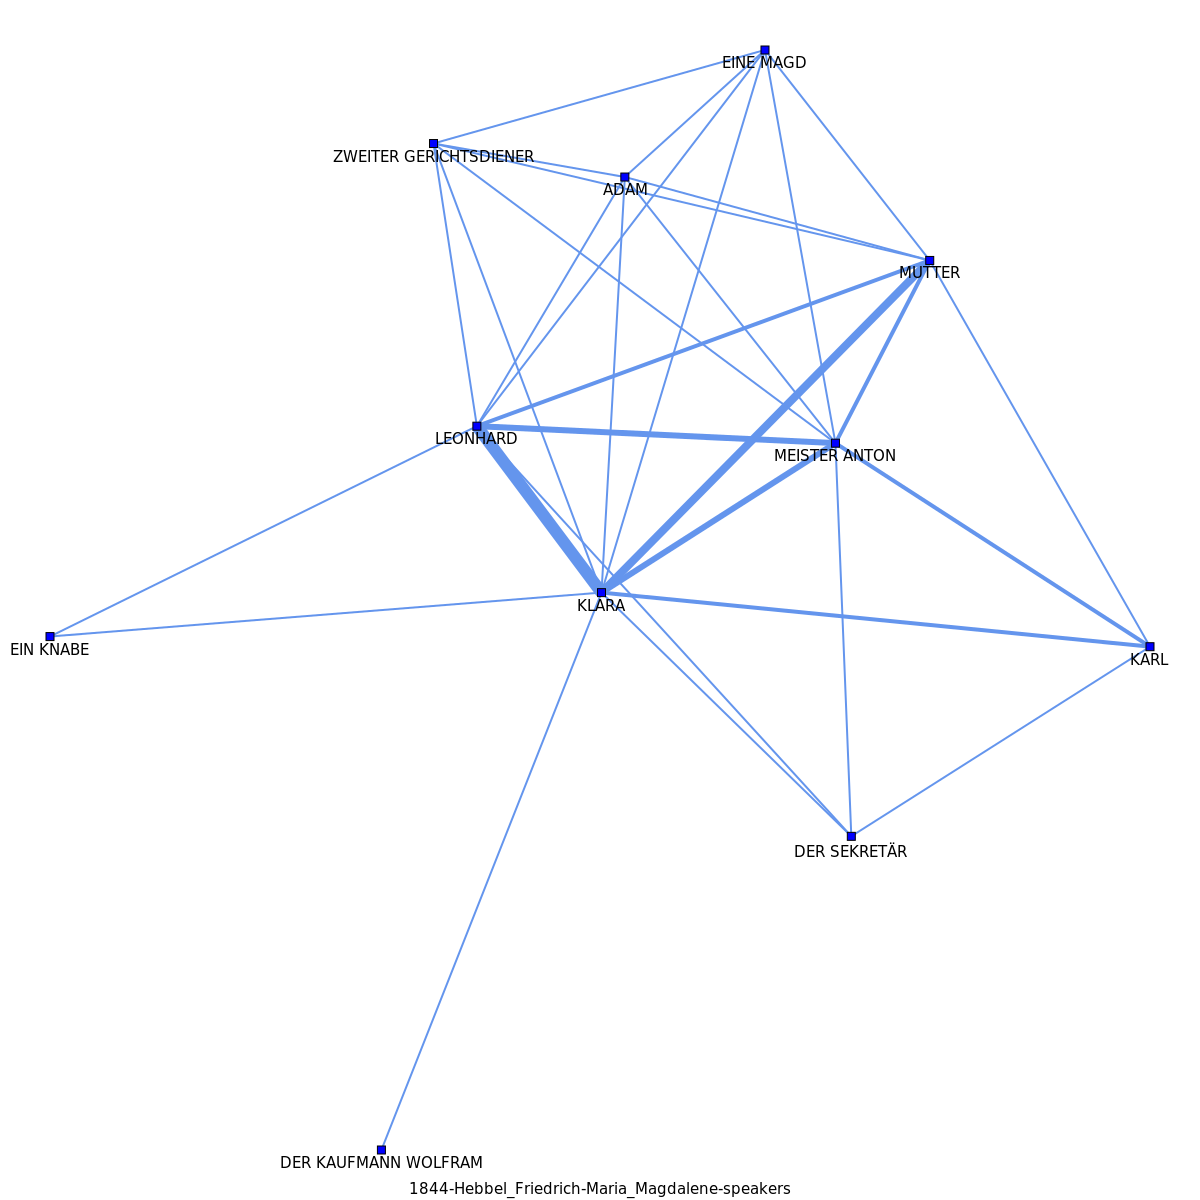 EINE MAGD
ZWEITER GERICHTSDIENER
ADAM
MUTTER
LEONHARD
MEISTER ANTON
KLARA
EIN KNABE
KARL
DER SEKRETÄR
DER KAUFMANN WOLFRAM
1844-Hebbel_Friedrich-Maria_Magdalene-speakers